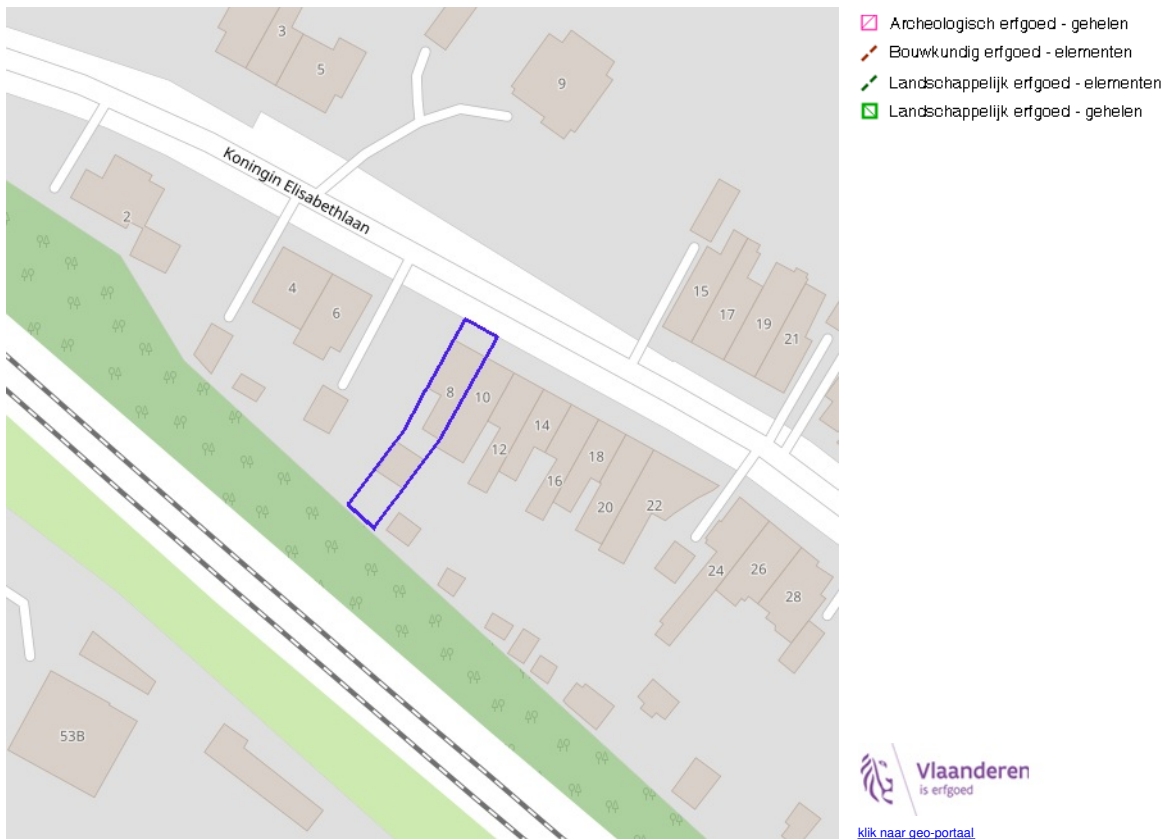 3
5
9
Koningin Elisabethlaan
2
4
6
15
17
19
21
8
10
14
12
18
16
20
22
24
26
28
53B
Archeologisch erfgoed - gehelen
Bouwkundig erfgoed - elementen
Landschappelijk erfgoed - elementen
Landschappelijk erfgoed - gehelen
Vlaanderen
is erfgoed
klik naar geo-portaal